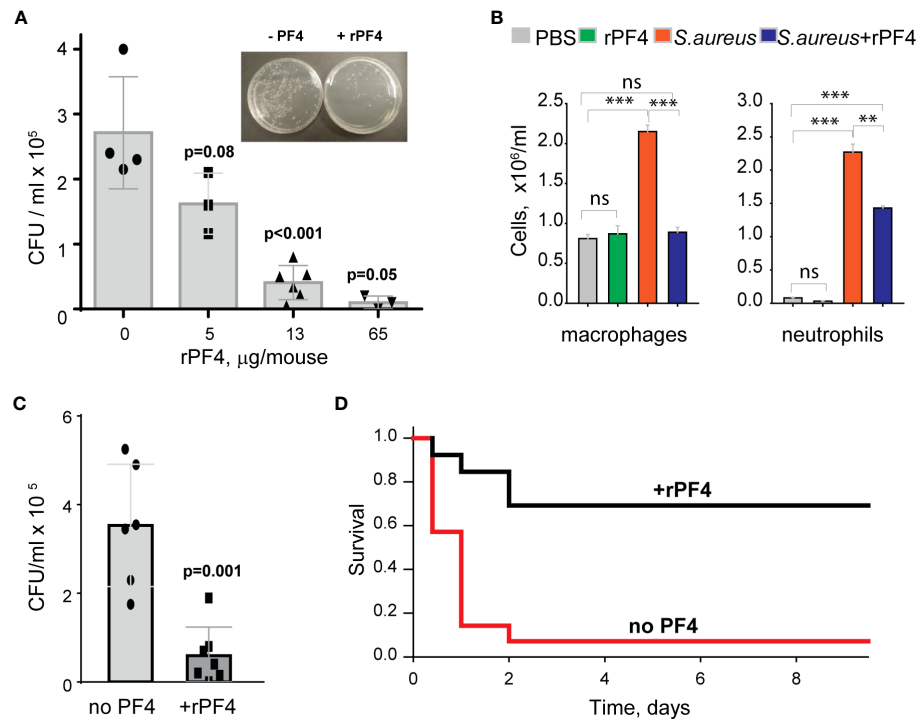 A
- PF4 + rPF4
4
3
2
1
0
CFU / ml x 10⁵
p=0.08
p<0.001
p=0.05
0 5 13 65
rPF4, μg/mouse
B
PBS rPF4 S.aureus S.aureus+rPF4
Cells, x10⁶/ml
2.5
2.0
1.5
1.0
0.5
0.0
ns
*** ***
ns
macrophages
3.0
2.5
2.0
1.5
1.0
0.5
0.0
***
*** **
ns
neutrophils
C
6
4
2
0
CFU/ml x 10 ⁵
p=0.001
no PF4 +rPF4
D
Survival
1.0
0.8
0.6
0.4
0.2
0.0
+rPF4
no PF4
0 2 4 6 8
Time, days